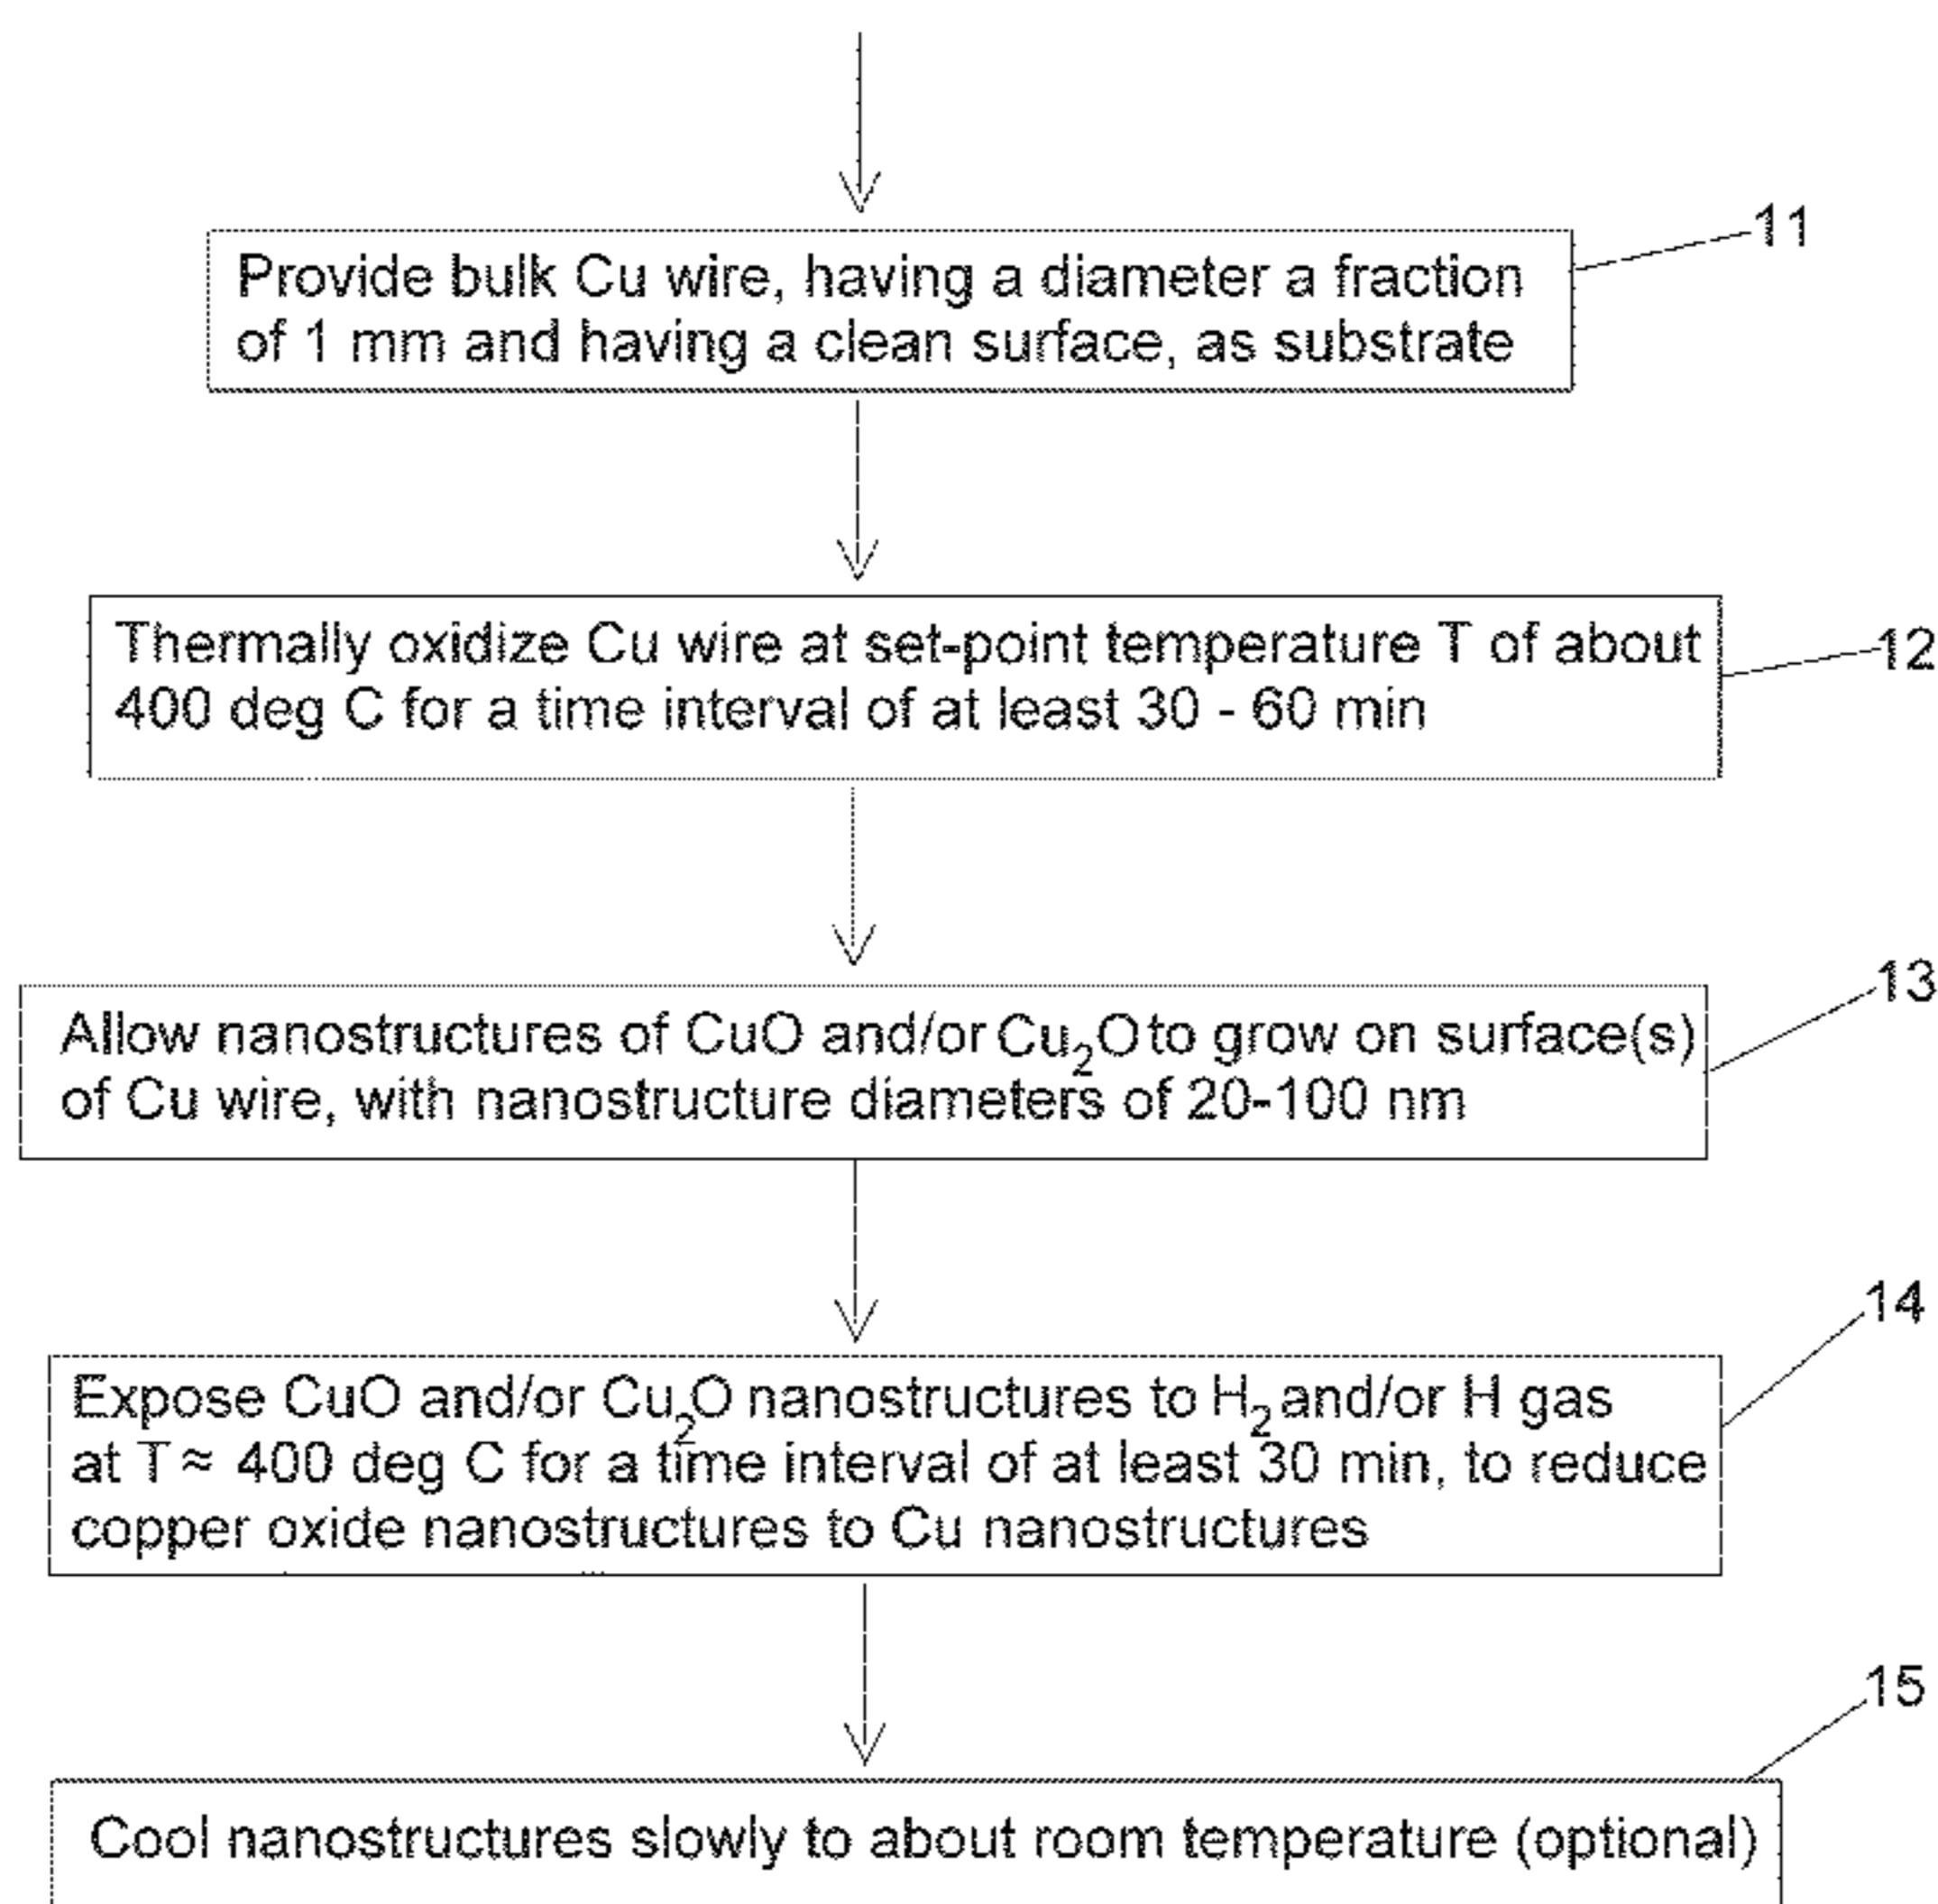 11
Provide bulk Cu wire, having a diameter a fraction
of 1 mm and having a clean surface, as substrate
12
Thermally oxidize Cu wire at set-point temperature T of about
400 deg C for a time interval of at least 30 - 60 min
13
Allow nanostructures of CuO and/or Cu₂O to grow on surface(s)
of Cu wire, with nanostructure diameters of 20-100 nm
14
Expose CuO and/or Cu₂O nanostructures to H₂ and/or H gas
at T ≈ 400 deg C for a time interval of at least 30 min, to reduce
copper oxide nanostructures to Cu nanostructures
15
Cool nanostructures slowly to about room temperature (optional)